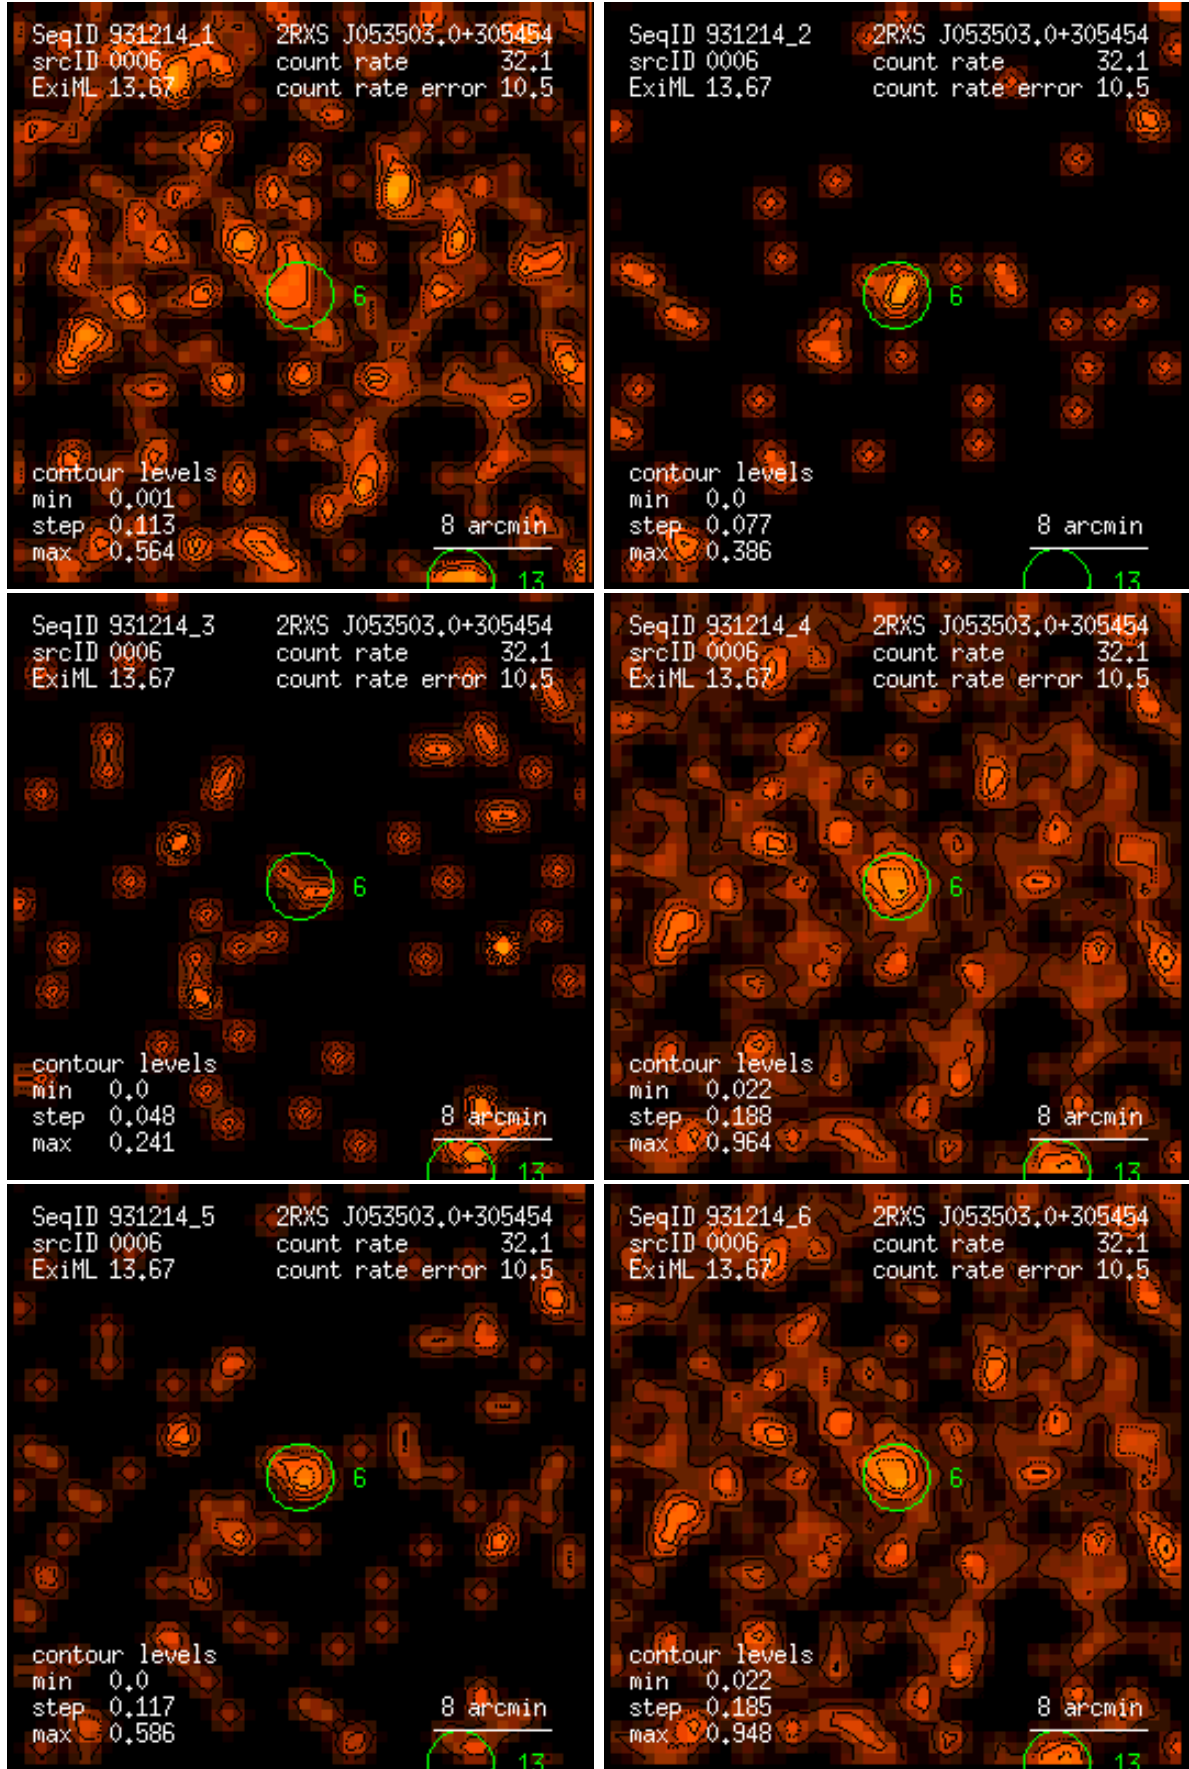 SeqID 931214_1 2RXS J053503.0+305454
srcID 0006 count rate 32.1
ExiML 13.67 count rate error 10.5
6
contour levels
min 0.001
step 0.113
max 0.564
8 arcmin
13
SeqID 931214_2 2RXS J053503.0+305454
srcID 0006 count rate 32.1
ExiML 13.67 count rate error 10.5
6
contour levels
min 0.0
step 0.077
max 0.386
8 arcmin
13
SeqID 931214_3 2RXS J053503.0+305454
srcID 0006 count rate 32.1
ExiML 13.67 count rate error 10.5
6
contour levels
min 0.0
step 0.048
max 0.241
8 arcmin
13
SeqID 931214_4 2RXS J053503.0+305454
srcID 0006 count rate 32.1
ExiML 13.67 count rate error 10.5
6
contour levels
min 0.022
step 0.188
max 0.964
8 arcmin
13
SeqID 931214_5 2RXS J053503.0+305454
srcID 0006 count rate 32.1
ExiML 13.67 count rate error 10.5
6
contour levels
min 0.0
step 0.117
max 0.586
8 arcmin
13
SeqID 931214_6 2RXS J053503.0+305454
srcID 0006 count rate 32.1
ExiML 13.67 count rate error 10.5
6
contour levels
min 0.022
step 0.185
max 0.948
8 arcmin
13